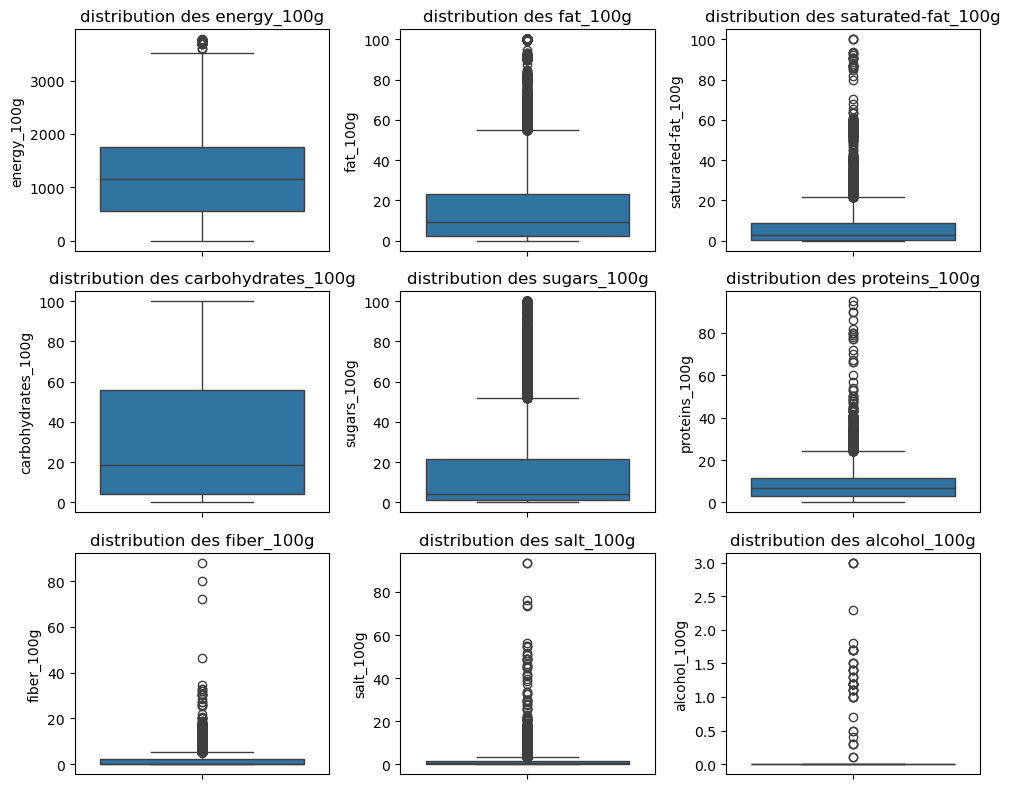 distribution des energy_100g
distribution des fat_100g
distribution des saturated-fat_100g
energy_100g
3000
2000
1000
0
fat_100g
100
80
60
40
20
0
saturated-fat_100g
100
80
60
40
20
0
distribution des carbohydrates_100g
distribution des sugars_100g
distribution des proteins_100g
carbohydrates_100g
100
80
60
40
20
0
sugars_100g
100
80
60
40
20
0
proteins_100g
80
60
40
20
0
distribution des fiber_100g
distribution des salt_100g
distribution des alcohol_100g
fiber_100g
80
60
40
20
0
salt_100g
80
60
40
20
0
alcohol_100g
3.0
2.5
2.0
1.5
1.0
0.5
0.0